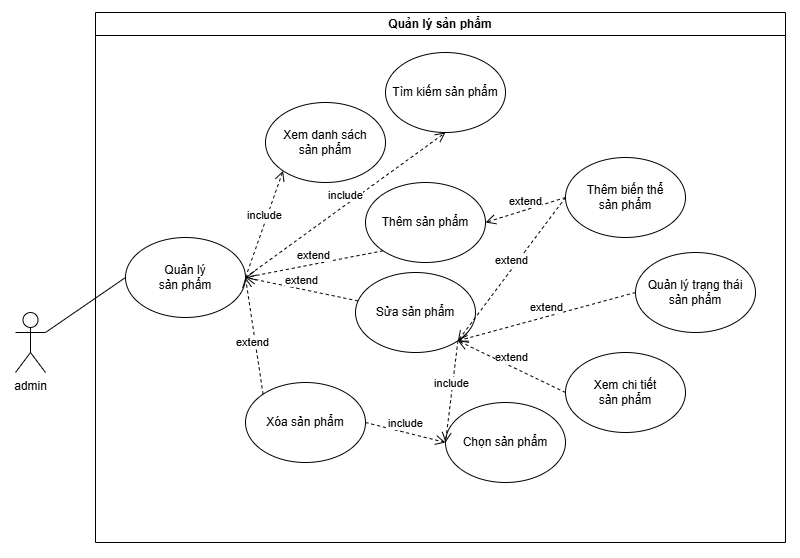 Quản lý sản phẩm
Tìm kiếm sản phẩm
Xem danh sách
sản phẩm
include
include
Thêm biến thể
sản phẩm
extend
Thêm sản phẩm
extend
extend
Quản lý
sản phẩm
extend
Quản lý trạng thái
sản phẩm
extend
Sửa sản phẩm
admin
extend
extend
include
Xem chi tiết
sản phẩm
Xóa sản phẩm
include
Chọn sản phẩm